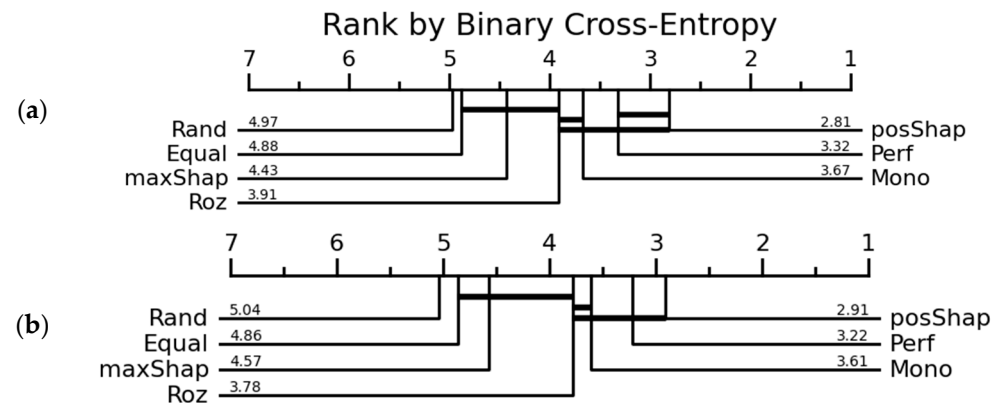 Rank by Binary Cross-Entropy
7 6 5 4 3 2 1
(a)
Rand 4.97 2.81 posShap
Equal 4.88 3.32 Perf
maxShap 4.43 3.67 Mono
Roz 3.91
7 6 5 4 3 2 1
(b)
Rand 5.04 2.91 posShap
Equal 4.86 3.22 Perf
maxShap 4.57 3.61 Mono
Roz 3.78